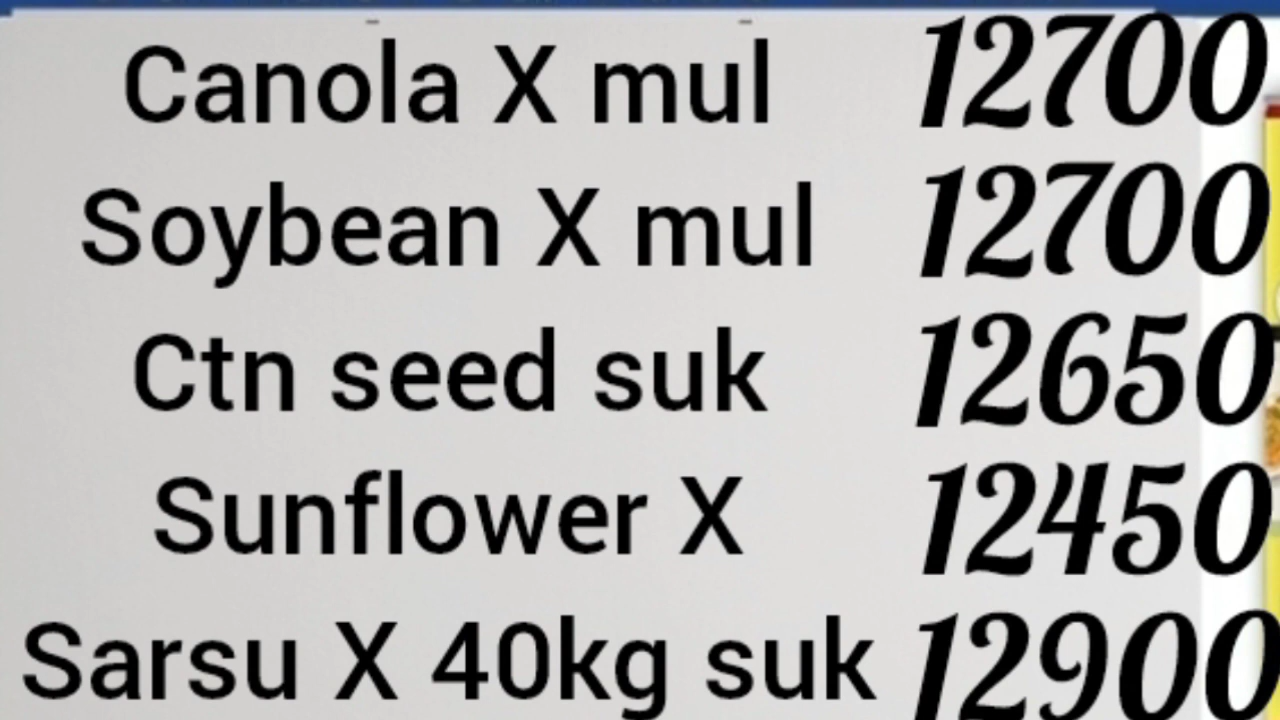 Canola X mul 12700
Soybean X mul 12700
Ctn seed suk 12650
Sunflower X 12450
Sarsu X 40kg suk 12900